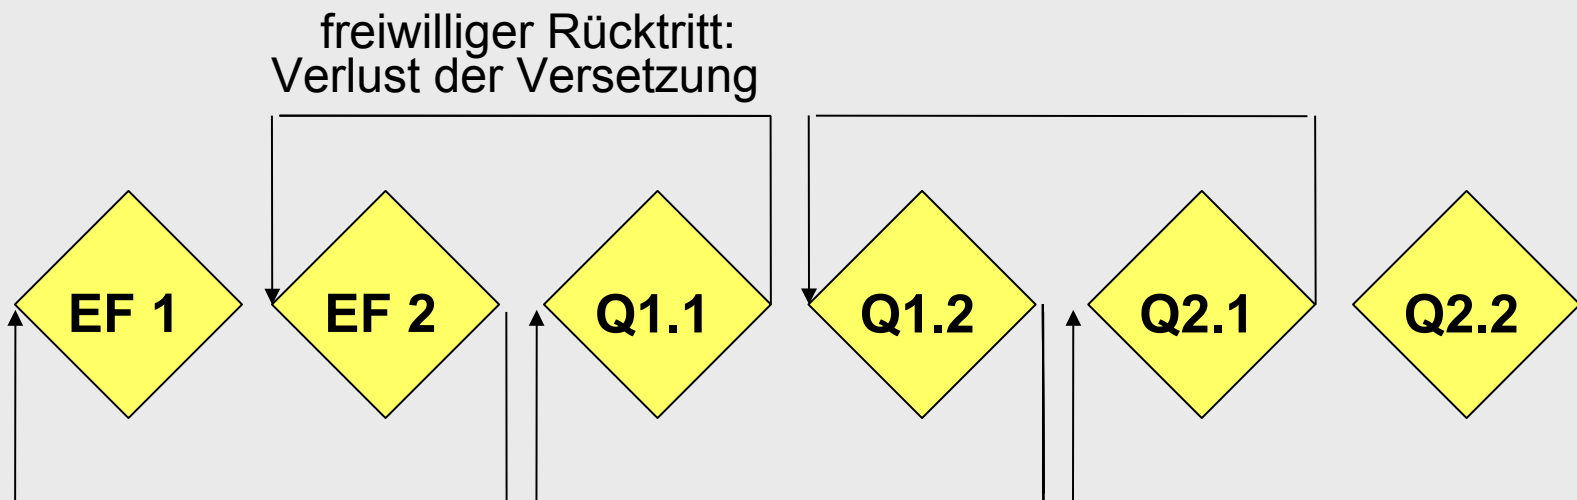 freiwilliger Rücktritt:
Verlust der Versetzung
EF 1
EF 2
Q1.1
Q1.2
Q2.1
Q2.2